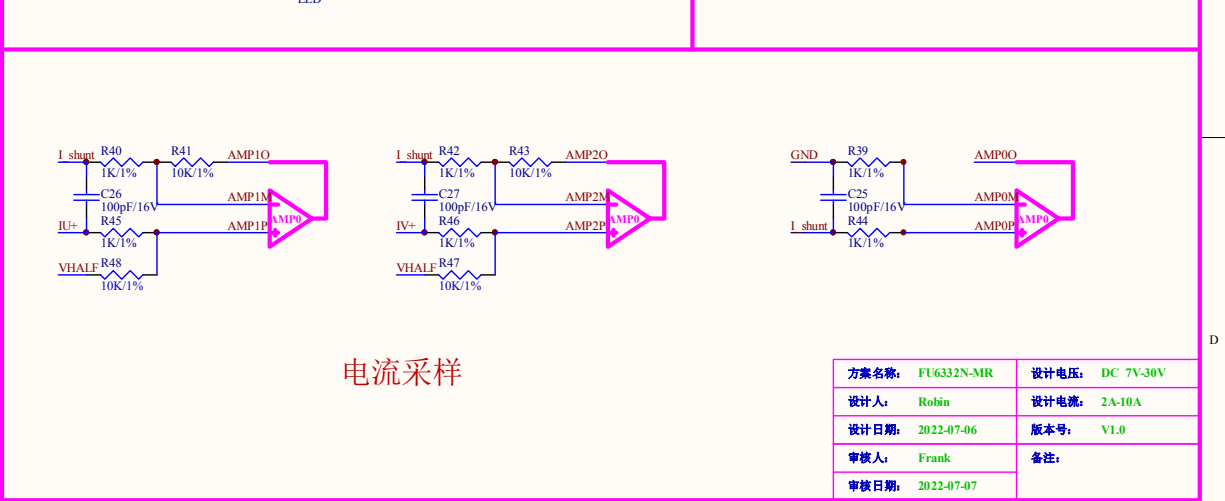 I_shunt R40 R41 AMP1O
1K/1% 10K/1%
C26 AMP1M
100pF/16V
IU+ R45 AMP1P AMP0
1K/1%
VHALF R48
10K/1%
I_shunt R42 R43 AMP2O
1K/1% 10K/1%
C27 AMP2M
100pF/16V
IV+ R46 AMP2P AMP0
1K/1%
VHALF R47
10K/1%
GND R39 AMP0O
1K/1%
C25 AMP0M
100pF/16V
I_shunt R44 AMP0P AMP0
1K/1%
D
电流采样
方案名称: FU6332N-MR 设计电压: DC 7V-30V
设计人: Robin 设计电流: 2A-10A
设计日期: 2022-07-06 版本号: V1.0
审核人: Frank 备注:
审核日期: 2022-07-07